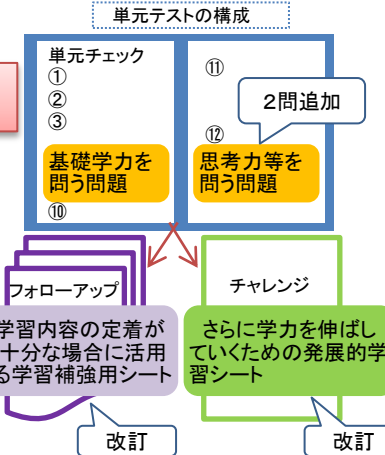 単元テストの構成
単元チェック
①
②
③
基礎学力を
問う問題
⑩
⑪
2問追加
⑫
思考力等を
問う問題
フォローアップ
学習内容の定着が
十分な場合に活用
る学習補強用シート
改訂
チャレンジ
さらに学力を伸ばし
ていくための発展的学
習シート
改訂